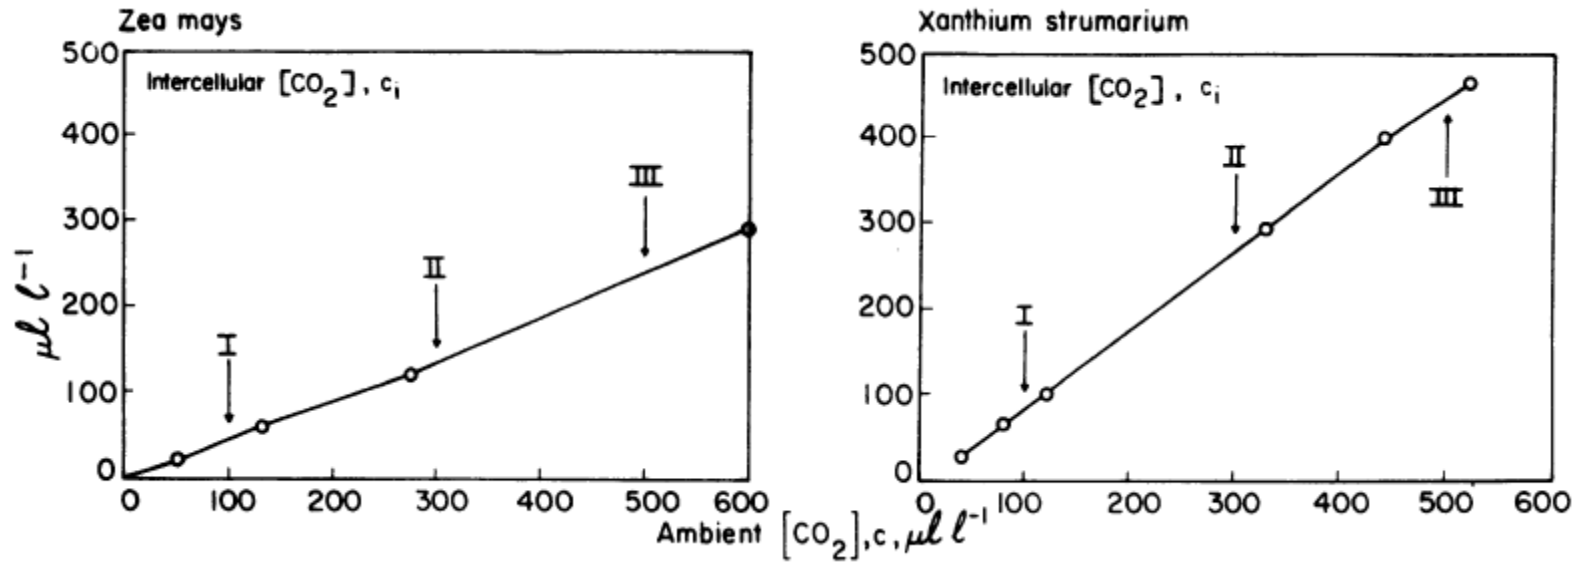 Zea mays
500
Intercellular [CO₂], cᵢ
400
III
300
II
200
I
100
0
0 100 200 300 400 500 600
μl l⁻¹
Xanthium strumarium
500
Intercellular [CO₂], cᵢ
400
II
III
300
200
I
100
0
0 100 200 300 400 500 600
Ambient [CO₂], c, μl l⁻¹